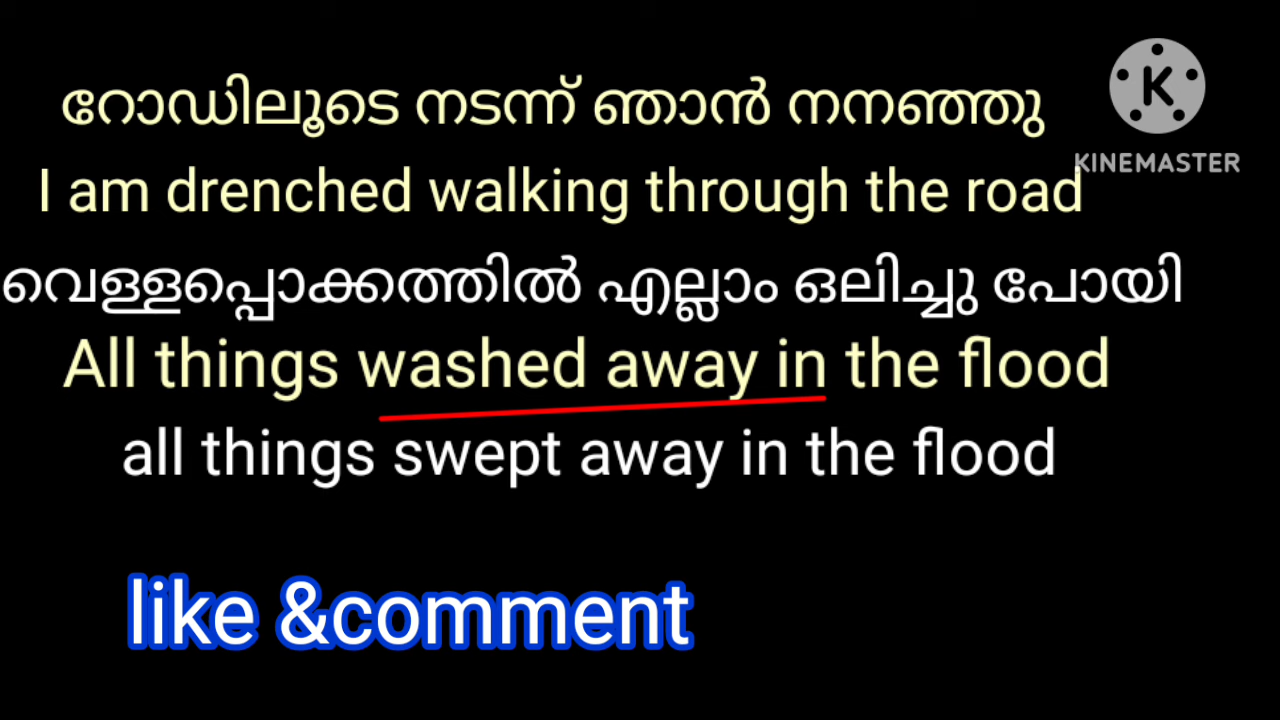 റോഡിലൂടെ നടന്ന് ഞാൻ നനഞ്ഞു
KINEMASTER
I am drenched walking through the road
വെള്ളപ്പൊക്കത്തിൽ എല്ലാം ഒലിച്ചു പോയി
All things washed away in the flood
all things swept away in the flood
like &comment